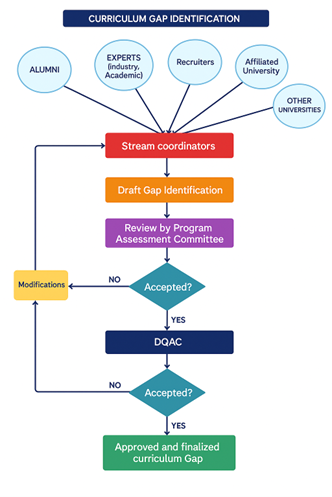 CURRICULUM GAP IDENTIFICATION
ALUMNI
EXPERTS
(industry,
Academic)
Recruiters
Affiliated
University
OTHER
UNIVERSITIES
Stream coordinators
Draft Gap Identification
Review by Program
Assessment Committee
Modifications
NO
Accepted?
YES
DQAC
NO
Accepted?
YES
Approved and finalized
curriculum Gap